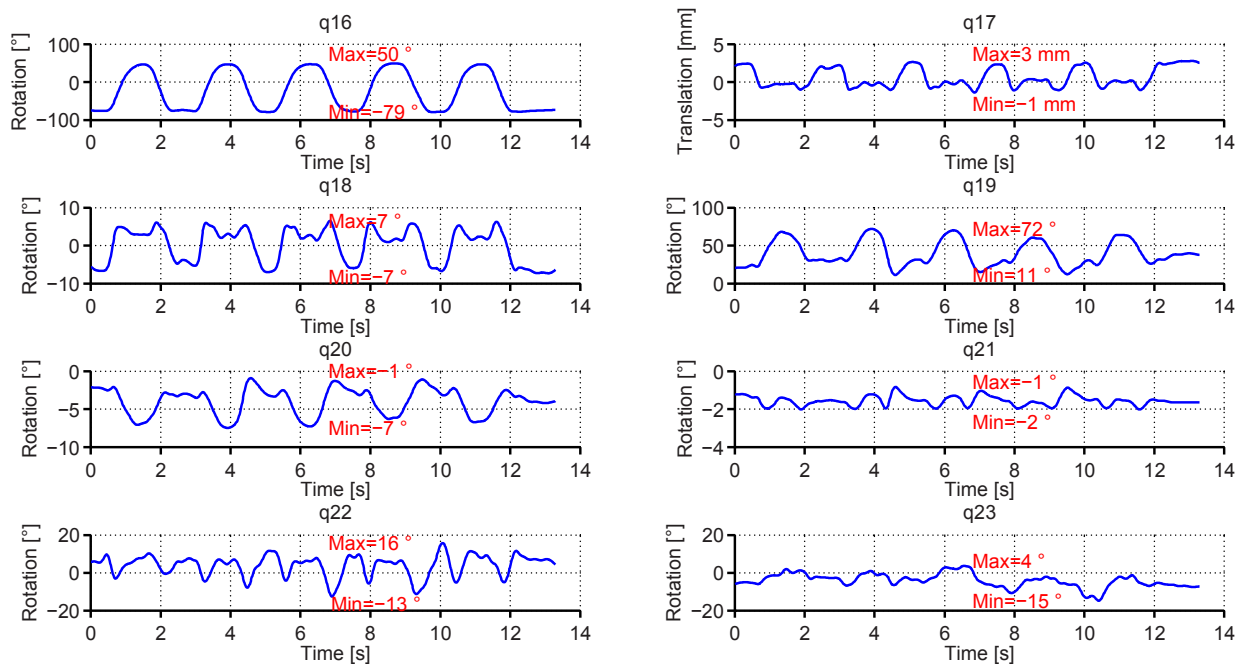 q16
Rotation [°]
100
0
−100
Max=50 °
Min=−79 °
0 2 4 6 8 10 12 14
Time [s]
q17
Translation [mm]
5
0
−5
Max=3 mm
Min=−1 mm
0 2 4 6 8 10 12 14
Time [s]
q18
Rotation [°]
10
0
−10
Max=7 °
Min=−7 °
0 2 4 6 8 10 12 14
Time [s]
q19
Rotation [°]
100
50
0
Max=72 °
Min=11 °
0 2 4 6 8 10 12 14
Time [s]
q20
Rotation [°]
0
−5
−10
Max=−1 °
Min=−7 °
0 2 4 6 8 10 12 14
Time [s]
q21
Rotation [°]
0
−2
−4
Max=−1 °
Min=−2 °
0 2 4 6 8 10 12 14
Time [s]
q22
Rotation [°]
20
0
−20
Max=16 °
Min=−13 °
0 2 4 6 8 10 12 14
Time [s]
q23
Rotation [°]
20
0
−20
Max=4 °
Min=−15 °
0 2 4 6 8 10 12 14
Time [s]